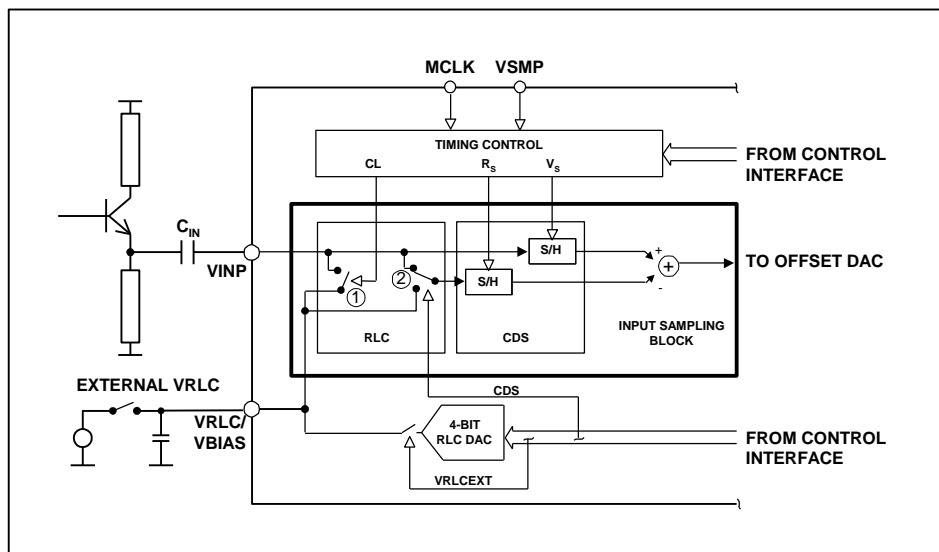 MCLK VSMP
TIMING CONTROL
CL RS VS
FROM CONTROL
INTERFACE
CIN
VINP
S/H
S/H
+
+
-
TO OFFSET DAC
1
2
RLC
CDS
INPUT SAMPLING
BLOCK
EXTERNAL VRLC
VRLC/
VBIAS
CDS
4-BIT
RLC DAC
VRLCEXT
FROM CONTROL
INTERFACE